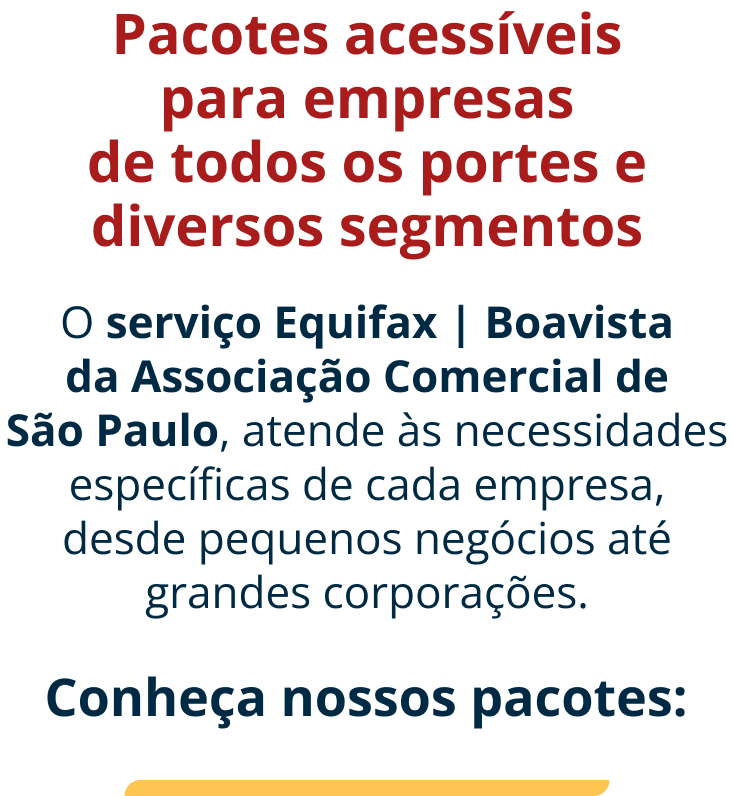 Pacotes acessíveis
para empresas
de todos os portes e
diversos segmentos
O serviço Equifax | Boavista
da Associação Comercial de
São Paulo, atende às necessidades
específicas de cada empresa,
desde pequenos negócios até
grandes corporações.
Conheça nossos pacotes: